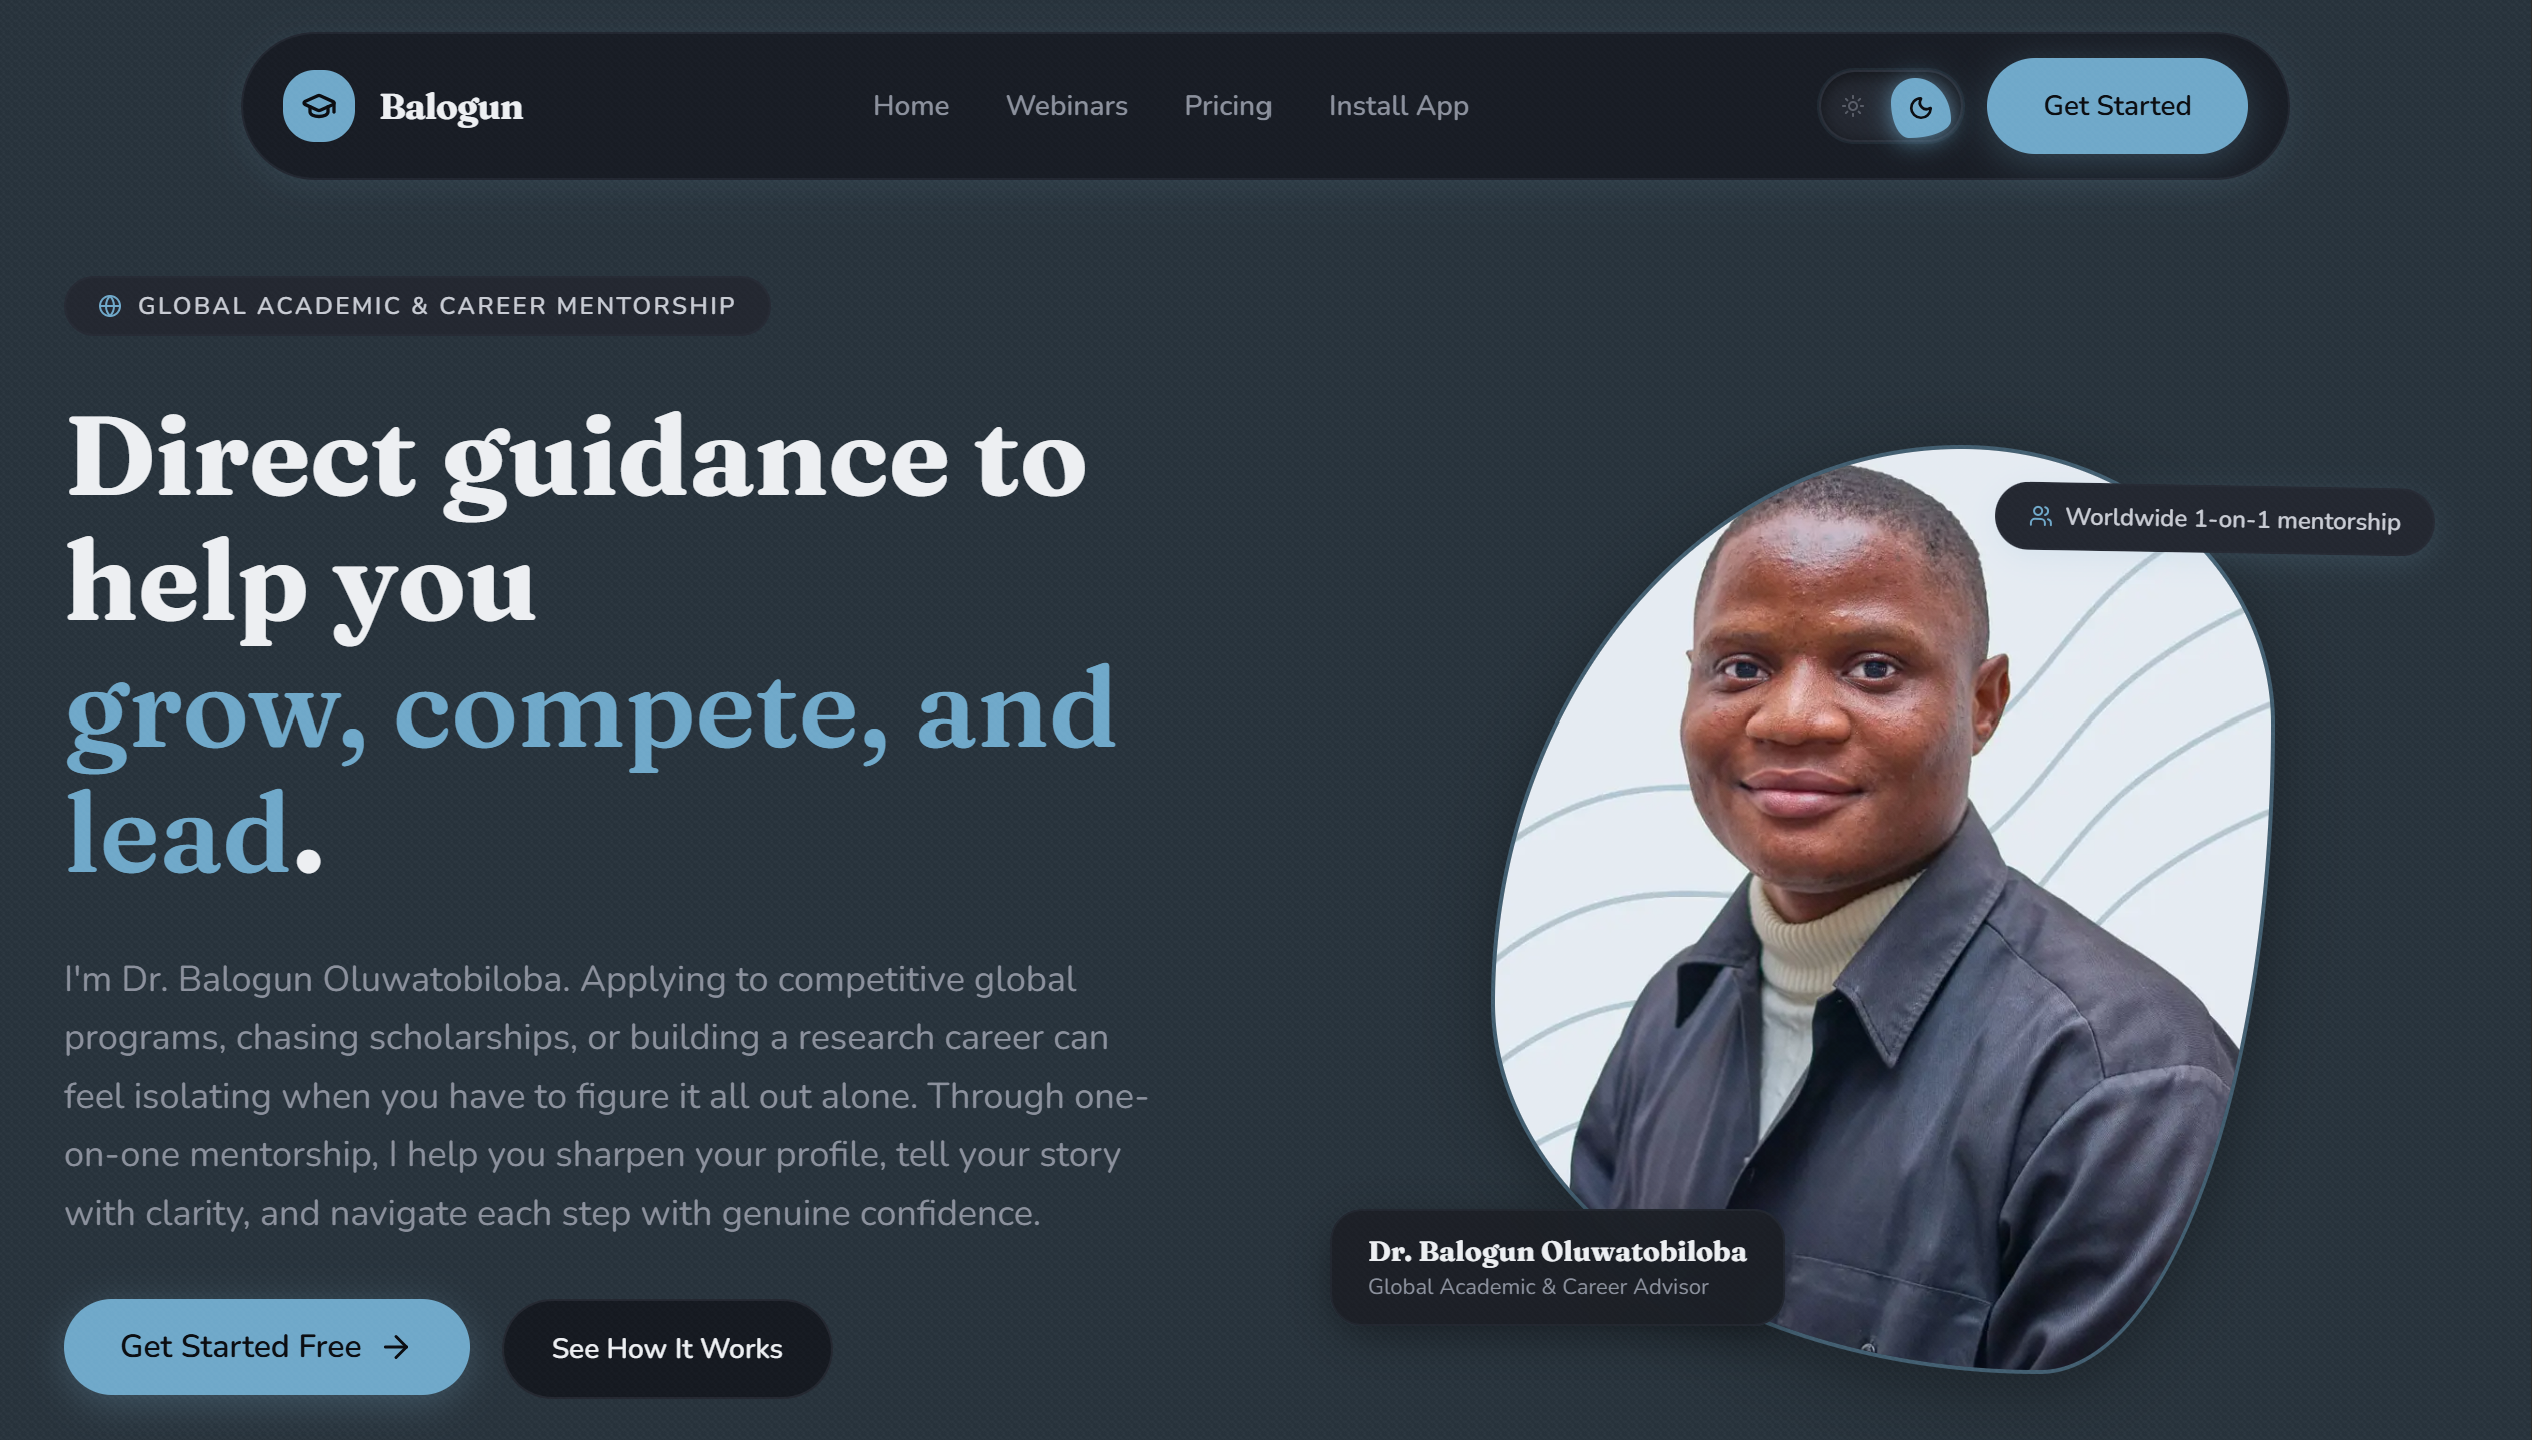 Balogun
Home
Webinars
Pricing
Install App
Get Started
GLOBAL ACADEMIC & CAREER MENTORSHIP
Direct guidance to
help you
grow, compete, and
lead.
I'm Dr. Balogun Oluwatobiloba. Applying to competitive global
programs, chasing scholarships, or building a research career can
feel isolating when you have to figure it all out alone. Through one-
on-one mentorship, I help you sharpen your profile, tell your story
with clarity, and navigate each step with genuine confidence.
Get Started Free
See How It Works
Worldwide 1-on-1 mentorship
Dr. Balogun Oluwatobiloba
Global Academic & Career Advisor